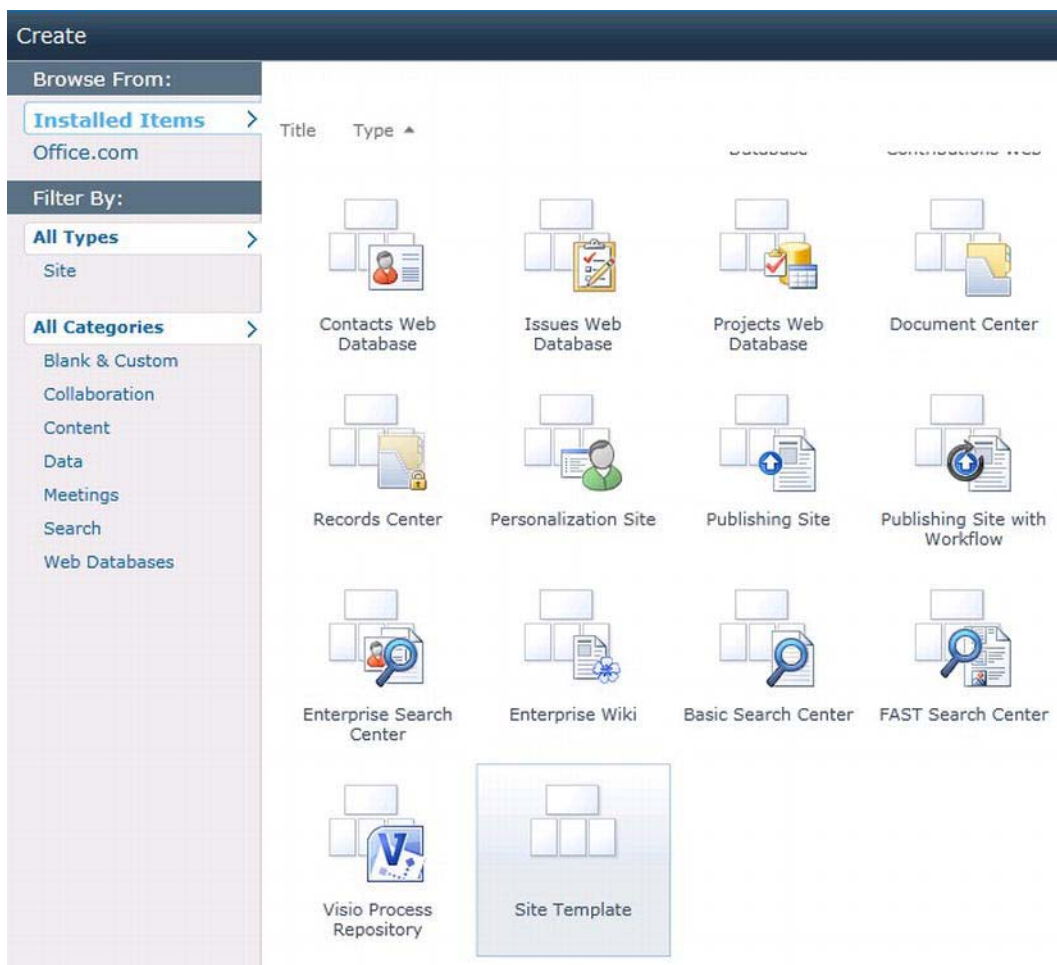 Create
Browse From:
Installed Items
Office.com
Filter By:
All Types
Site
All Categories
Blank & Custom
Collaboration
Content
Data
Meetings
Search
Web Databases
Title Type
Database
Contributions Web
Contacts Web
Database
Issues Web
Database
Projects Web
Database
Document Center
Records Center
Personalization Site
Publishing Site
Publishing Site with
Workflow
Enterprise Search
Center
Enterprise Wiki
Basic Search Center
FAST Search Center
Visio Process
Repository
Site Template